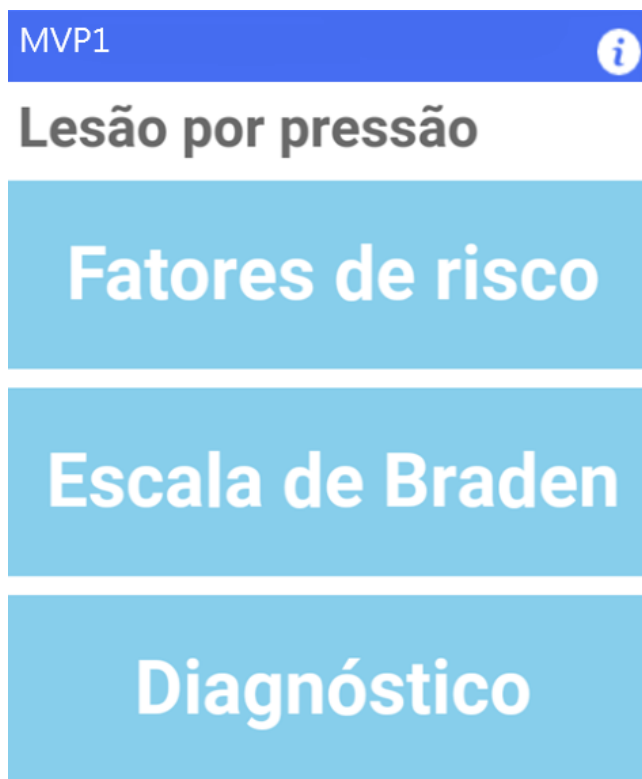 MVP1
i
Lesão por pressão
Fatores de risco
Escala de Braden
Diagnóstico